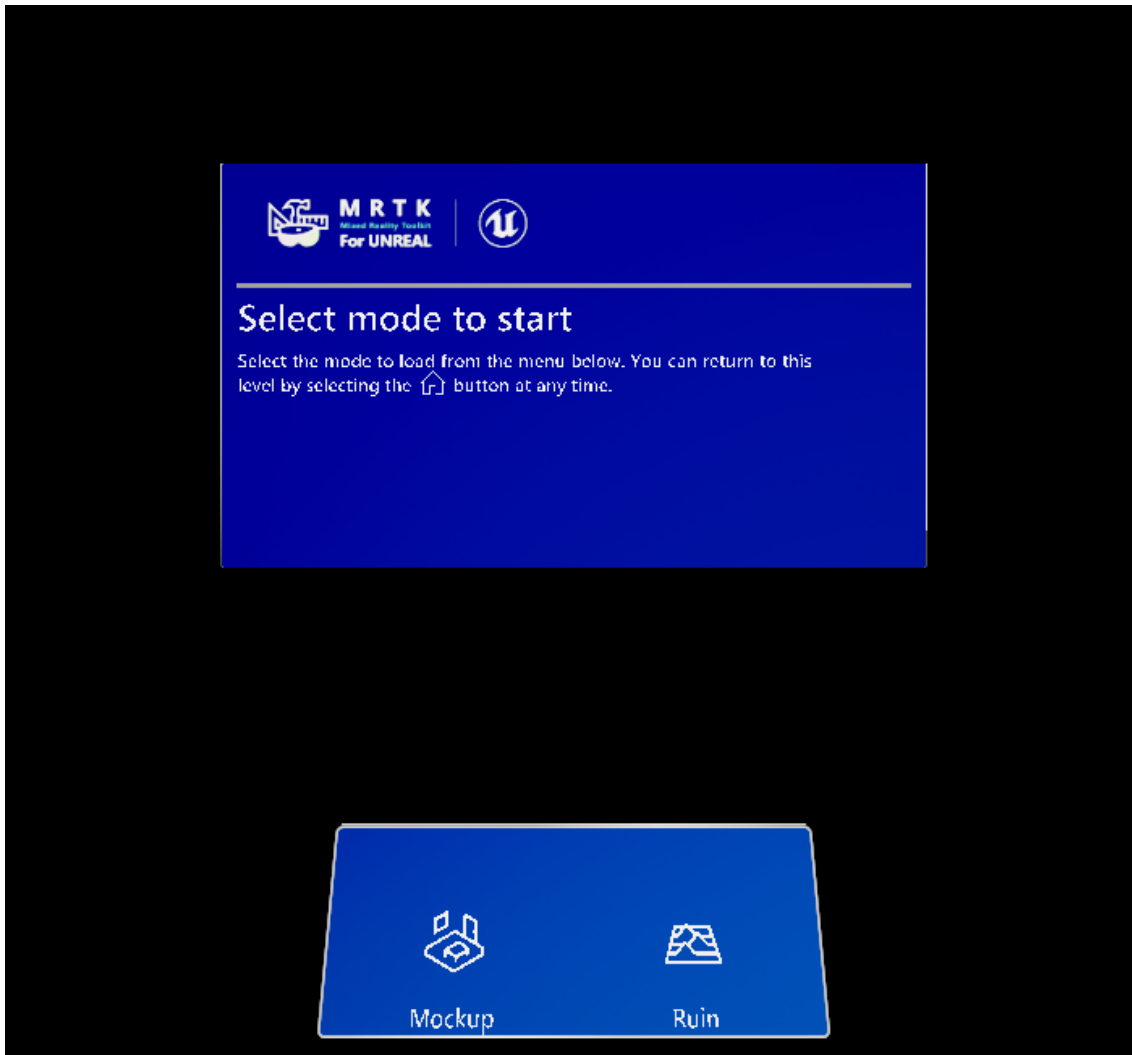 MRTK
Mixed Reality Toolkit
For UNREAL
Select mode to start
Select the mode to load from the menu below. You can return to this
level by selecting the button at any time.
Mockup Ruin